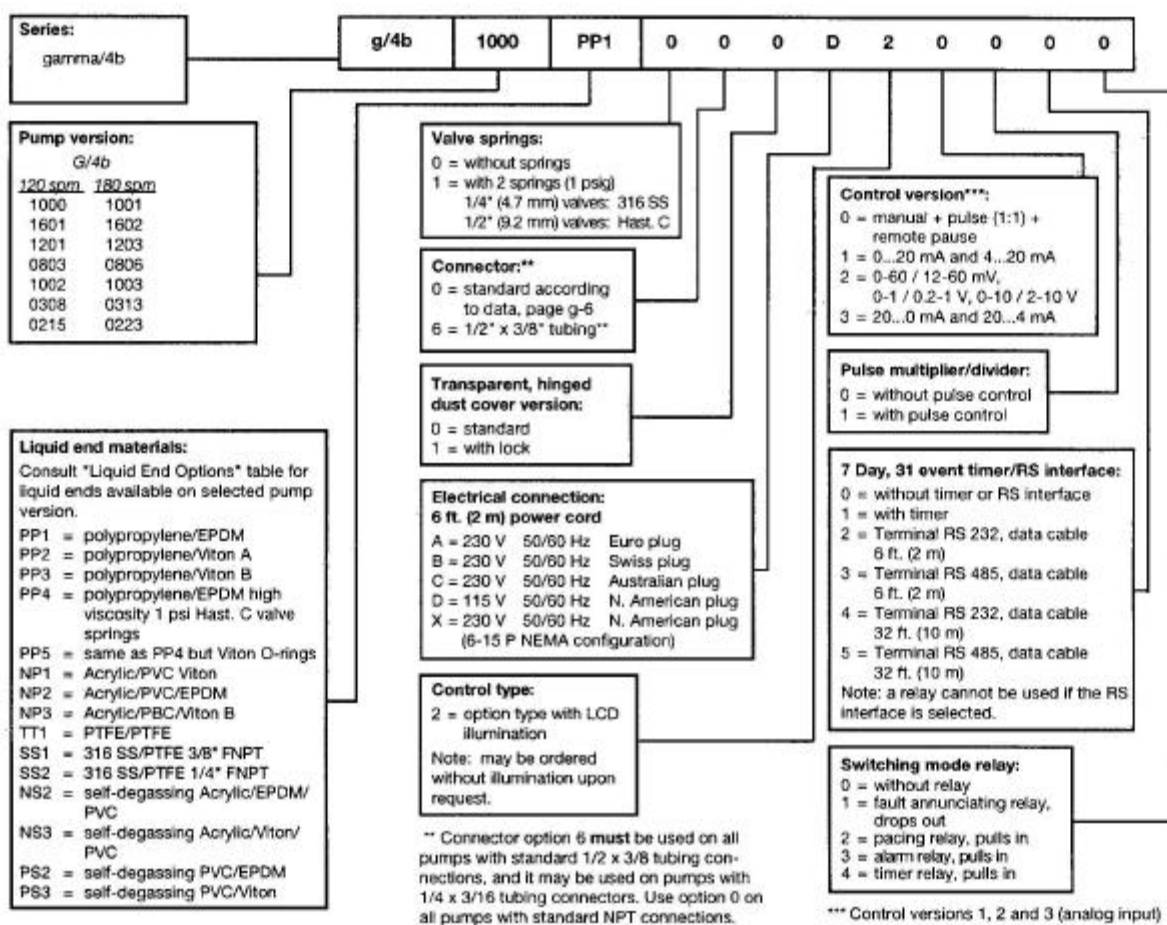 Series:
gamma/4b
g/4b 1000 PP1 0 0 0 D 2 0 0 0 0
Pump version:
G/4b
120 spm 180 spm
1000 1001
1601 1602
1201 1203
0803 0806
1002 1003
0308 0313
0215 0223
Liquid end materials:
Consult "Liquid End Options" table for
liquid ends available on selected pump
version.
PP1 = polypropylene/EPDM
PP2 = polypropylene/Viton A
PP3 = polypropylene/Viton B
PP4 = polypropylene/EPDM high
viscosity 1 psi Hast. C valve
springs
PP5 = same as PP4 but Viton O-rings
NP1 = Acrylic/PVC Viton
NP2 = Acrylic/PVC/EPDM
NP3 = Acrylic/PBC/Viton B
TT1 = PTFE/PTFE
SS1 = 316 SS/PTFE 3/8" FNPT
SS2 = 316 SS/PTFE 1/4" FNPT
NS2 = self-degassing Acrylic/EPDM/
PVC
NS3 = self-degassing Acrylic/Viton/
PVC
PS2 = self-degassing PVC/EPDM
PS3 = self-degassing PVC/Viton
Valve springs:
0 = without springs
1 = with 2 springs (1 psig)
1/4" (4.7 mm) valves: 316 SS
1/2" (9.2 mm) valves: Hast. C
Connector:**
0 = standard according
to data, page g-6
6 = 1/2" x 3/8" tubing**
Transparent, hinged
dust cover version:
0 = standard
1 = with lock
Electrical connection:
6 ft. (2 m) power cord
A = 230 V 50/60 Hz Euro plug
B = 230 V 50/60 Hz Swiss plug
C = 230 V 50/60 Hz Australian plug
D = 115 V 50/60 Hz N. American plug
X = 230 V 50/60 Hz N. American plug
(6-15 P NEMA configuration)
Control type:
2 = option type with LCD
illumination
Note: may be ordered
without illumination upon
request.
** Connector option 6 must be used on all
pumps with standard 1/2 x 3/8 tubing con-
nections, and it may be used on pumps with
1/4 x 3/16 tubing connectors. Use option 0 on
all pumps with standard NPT connections.
Control version***:
0 = manual + pulse (1:1) +
remote pause
1 = 0...20 mA and 4...20 mA
2 = 0-60 / 12-60 mV,
0-1 / 0.2-1 V, 0-10 / 2-10 V
3 = 20...0 mA and 20...4 mA
Pulse multiplier/divider:
0 = without pulse control
1 = with pulse control
7 Day, 31 event timer/RS interface:
0 = without timer or RS interface
1 = with timer
2 = Terminal RS 232, data cable
6 ft. (2 m)
3 = Terminal RS 485, data cable
6 ft. (2 m)
4 = Terminal RS 232, data cable
32 ft. (10 m)
5 = Terminal RS 485, data cable
32 ft. (10 m)
Note: a relay cannot be used if the RS
interface is selected.
Switching mode relay:
0 = without relay
1 = fault annunciating relay,
drops out
2 = pacing relay, pulls in
3 = alarm relay, pulls in
4 = timer relay, pulls in
*** Control versions 1, 2 and 3 (analog input)